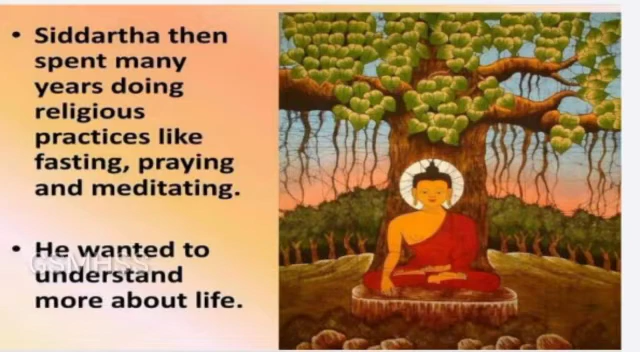 • Siddartha then
spent many
years doing
religious
practices like
fasting, praying
and meditating.
• He wanted to
GSMHSS
understand
more about life.